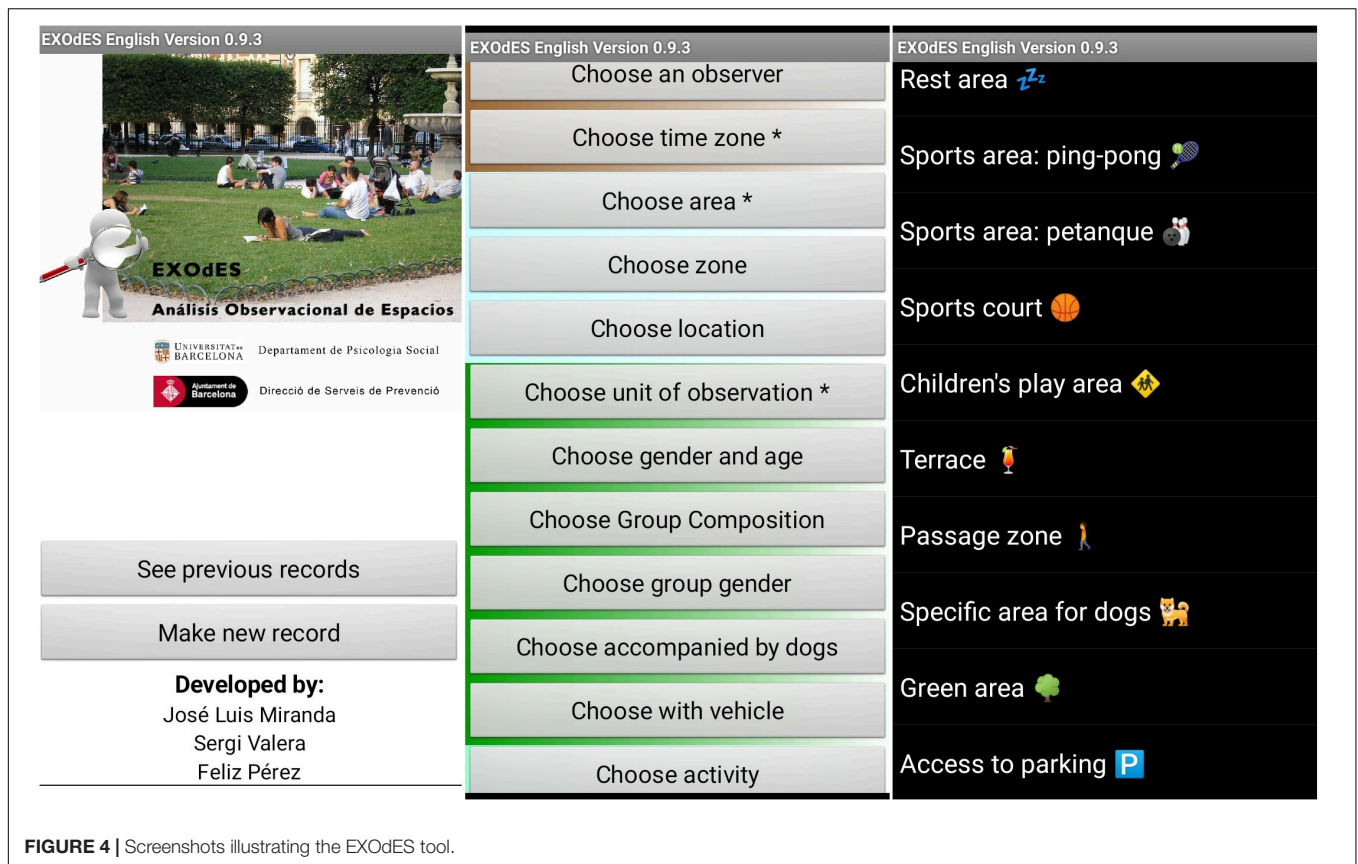 EXOdES English Version 0.9.3
EXOdES
Análisis Observacional de Espacios
UNIVERSITAT DE
BARCELONA
Departament de Psicologia Social
Ajuntament de
Barcelona
Direcció de Serveis de Prevenció
See previous records
Make new record
Developed by:
José Luis Miranda
Sergi Valera
Feliz Pérez
EXOdES English Version 0.9.3
Choose an observer
Choose time zone *
Choose area *
Choose zone
Choose location
Choose unit of observation *
Choose gender and age
Choose Group Composition
Choose group gender
Choose accompanied by dogs
Choose with vehicle
Choose activity
EXOdES English Version 0.9.3
Rest area 💤
Sports area: ping-pong 🎾
Sports area: petanque 🎳
Sports court 🏀
Children's play area 🚸
Terrace 🍹
Passage zone 🚶
Specific area for dogs 🐕
Green area 🌳
Access to parking 🅿️
FIGURE 4 | Screenshots illustrating the EXOdES tool.